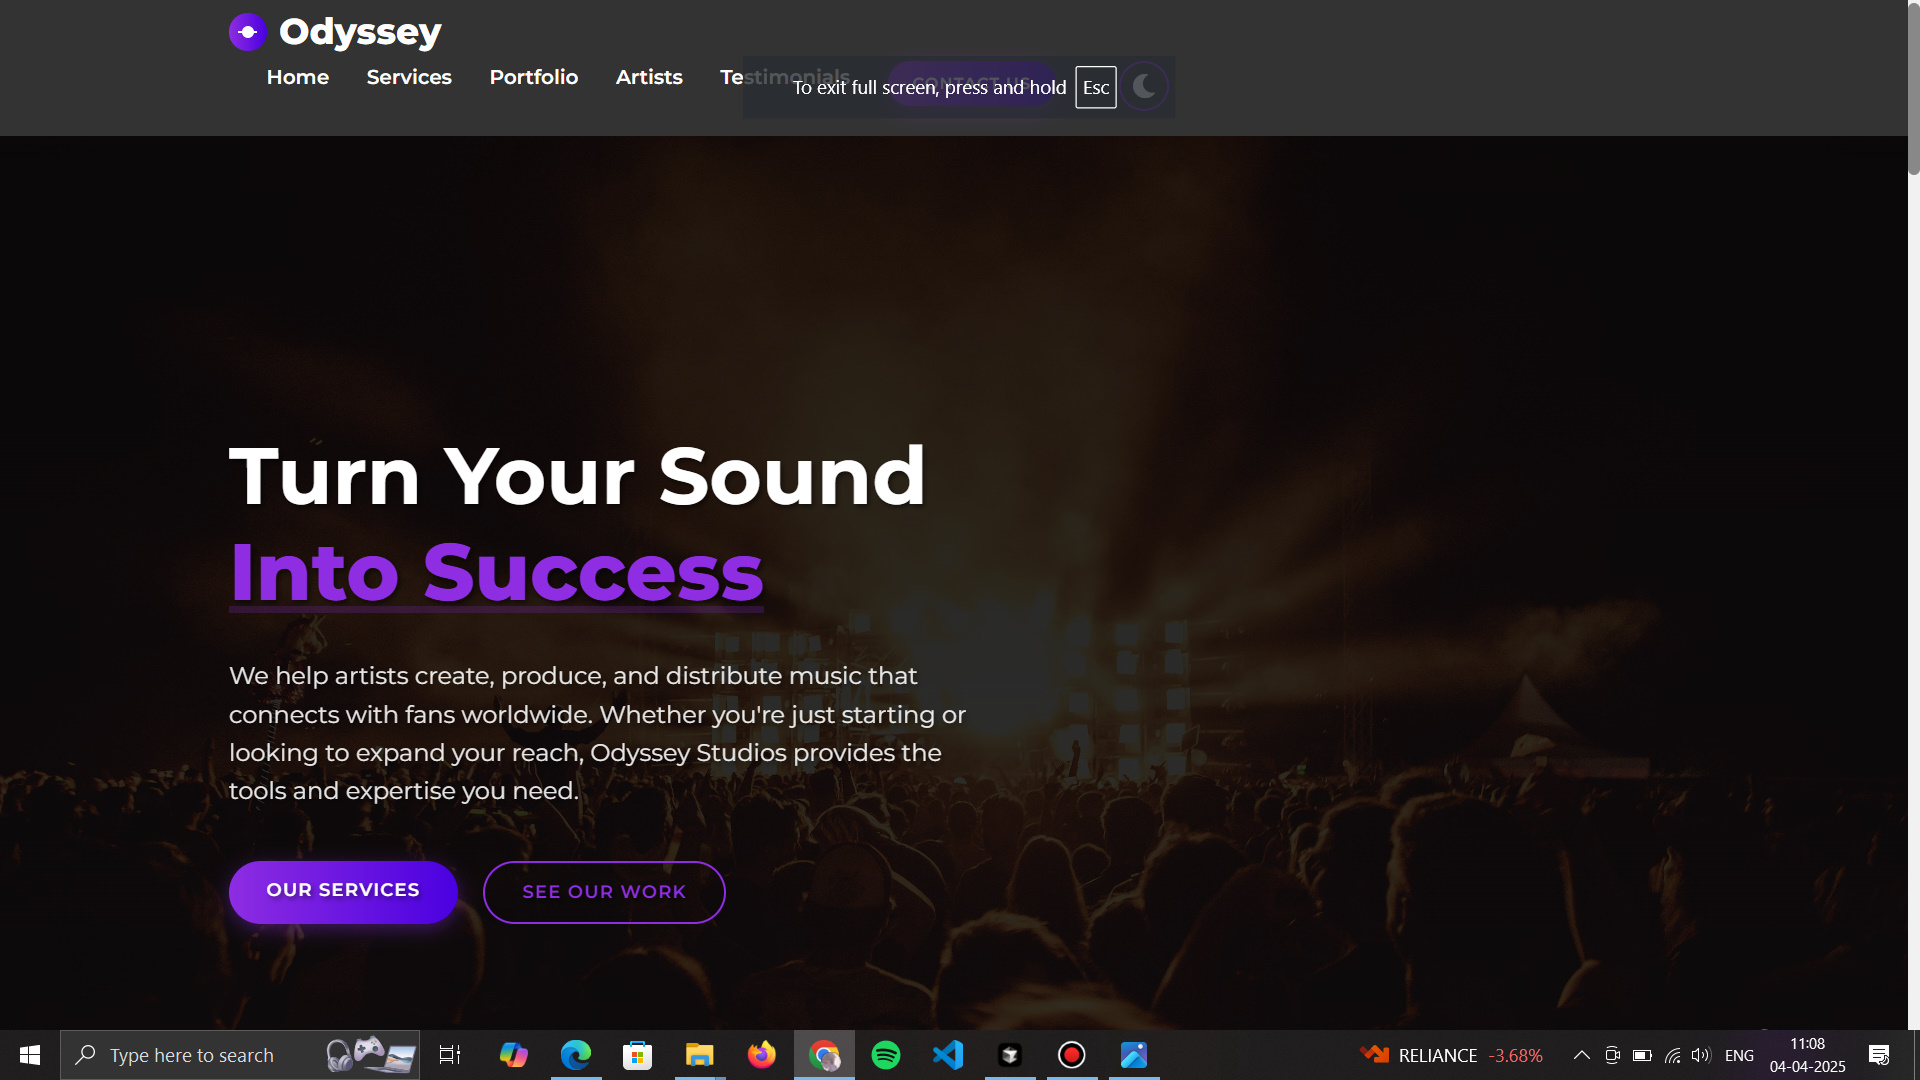 Odyssey
Home Services Portfolio Artists Testimonials CONTACT US
To exit full screen, press and hold Esc
Turn Your Sound
Into Success
We help artists create, produce, and distribute music that
connects with fans worldwide. Whether you're just starting or
looking to expand your reach, Odyssey Studios provides the
tools and expertise you need.
OUR SERVICES SEE OUR WORK
Type here to search RELIANCE -3.68% ENG 11:08
04-04-2025